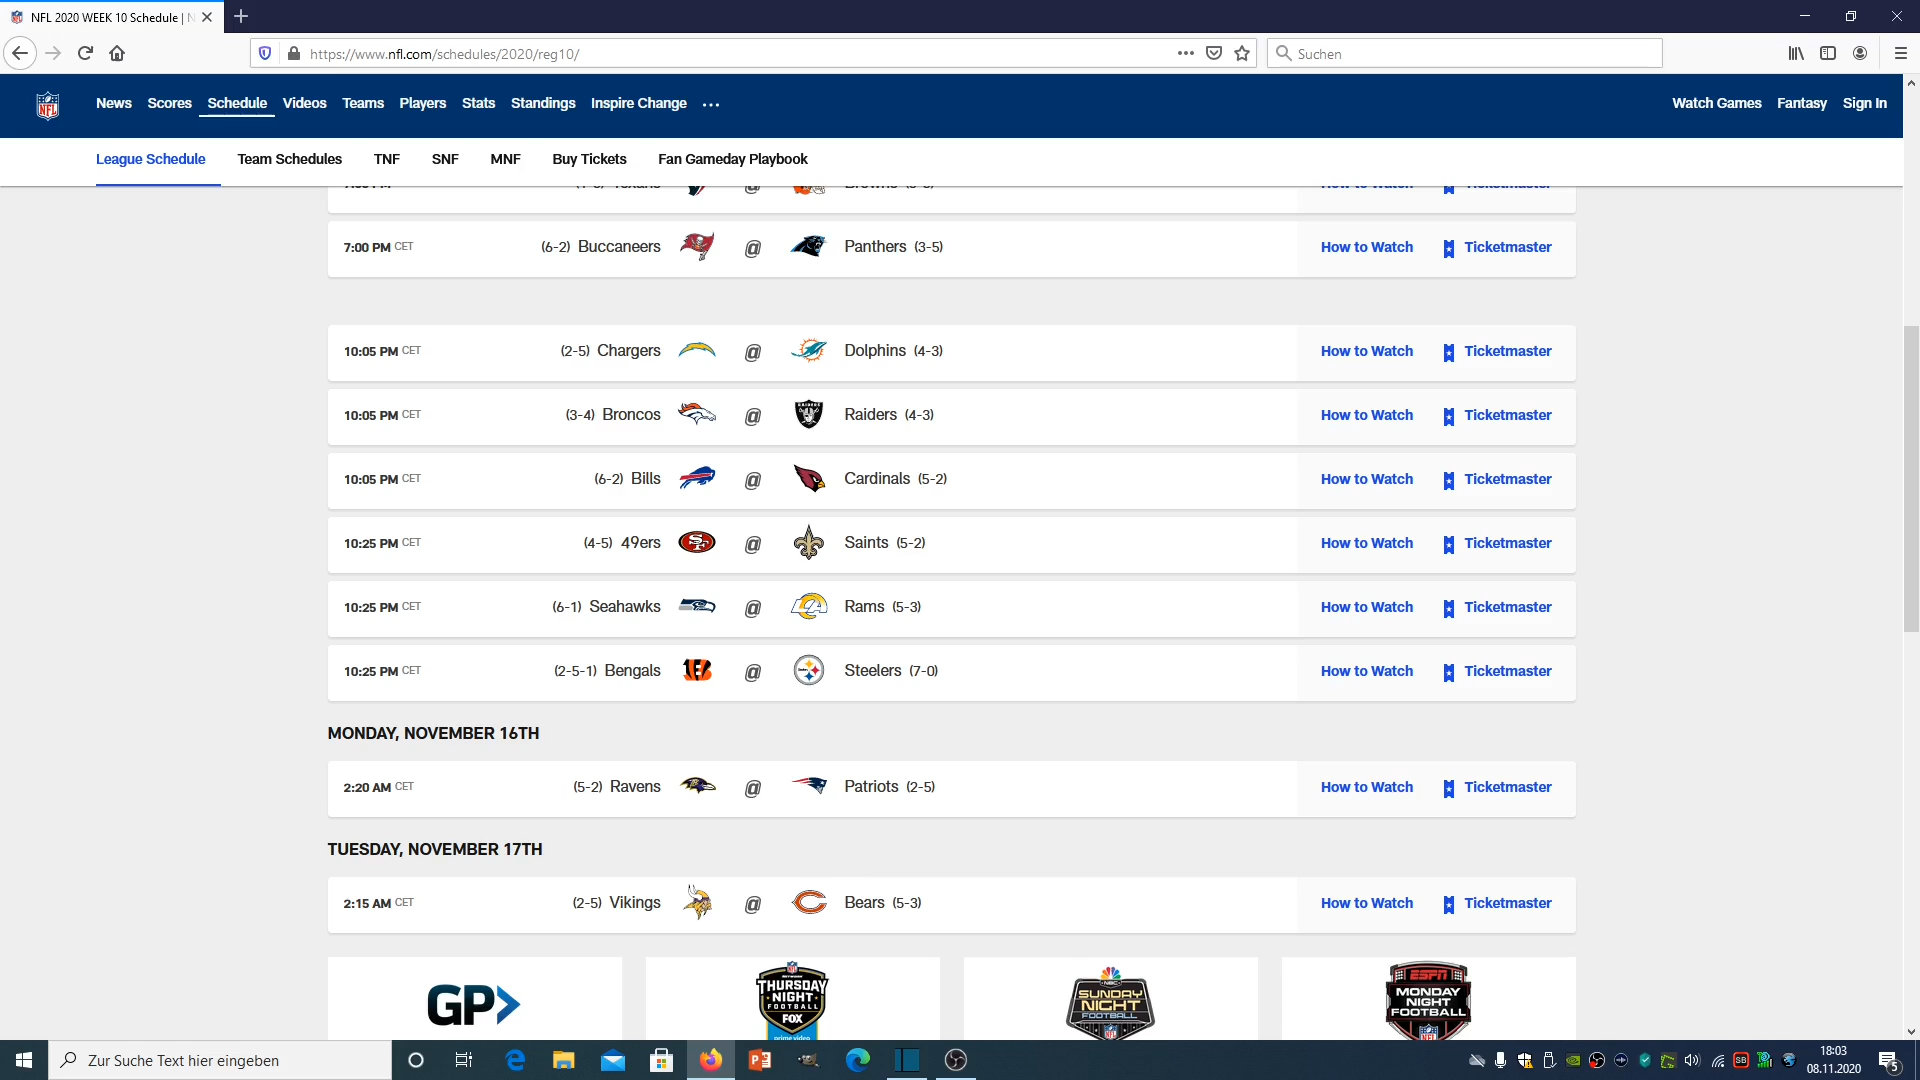 NFL 2020 WEEK 10 Schedule | N
https://www.nfl.com/schedules/2020/reg10/
Suchen
News Scores Schedule Videos Teams Players Stats Standings Inspire Change ... Watch Games Fantasy Sign In
League Schedule Team Schedules TNF SNF MNF Buy Tickets Fan Gameday Playbook
7:00 PM CET (6-2) Buccaneers @ Panthers (3-5) How to Watch Ticketmaster
10:05 PM CET (2-5) Chargers @ Dolphins (4-3) How to Watch Ticketmaster
10:05 PM CET (3-4) Broncos @ Raiders (4-3) How to Watch Ticketmaster
10:05 PM CET (6-2) Bills @ Cardinals (5-2) How to Watch Ticketmaster
10:25 PM CET (4-5) 49ers @ Saints (5-2) How to Watch Ticketmaster
10:25 PM CET (6-1) Seahawks @ Rams (5-3) How to Watch Ticketmaster
10:25 PM CET (2-5-1) Bengals @ Steelers (7-0) How to Watch Ticketmaster
MONDAY, NOVEMBER 16TH
2:20 AM CET (5-2) Ravens @ Patriots (2-5) How to Watch Ticketmaster
TUESDAY, NOVEMBER 17TH
2:15 AM CET (2-5) Vikings @ Bears (5-3) How to Watch Ticketmaster
GP
THURSDAY NIGHT FOOTBALL FOX prime video
NBC SUNDAY NIGHT FOOTBALL NFL
ESPN MONDAY NIGHT FOOTBALL NFL
Zur Suche Text hier eingeben
18:03
08.11.2020
5